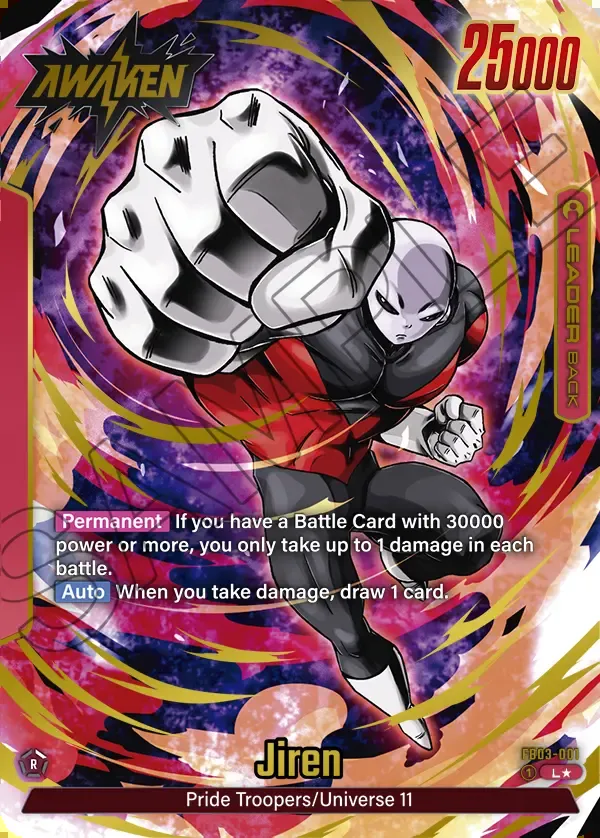 AWAKEN
25000
LEADER BACK
Permanent If you have a Battle Card with 30000
power or more, you only take up to 1 damage in each
battle.
Auto When you take damage, draw 1 card.
SAMPLE
Jiren
FB03-001
R
1 L★
Pride Troopers/Universe 11